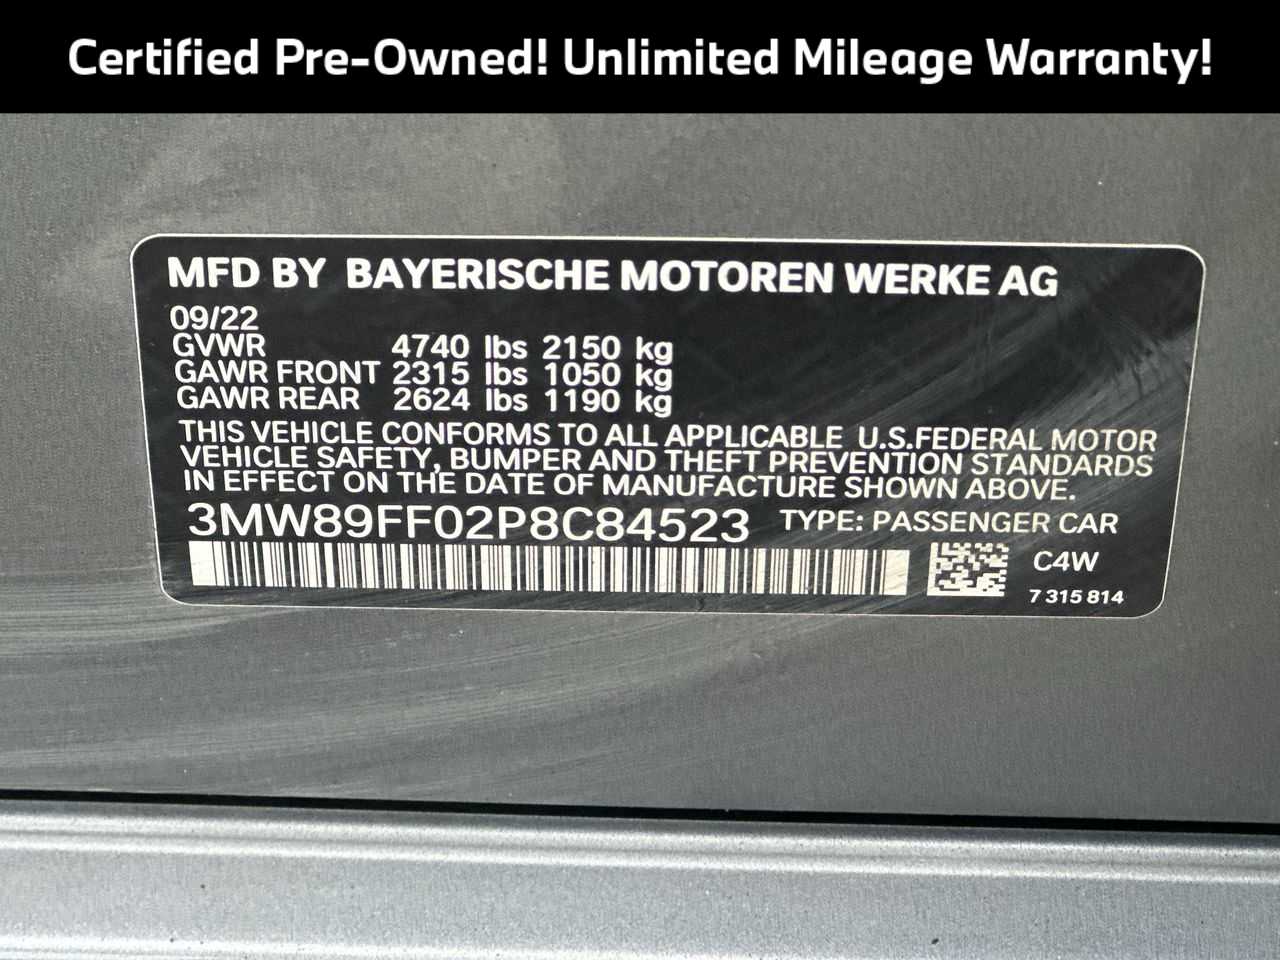 Certified Pre-Owned! Unlimited Mileage Warranty!
MFD BY BAYERISCHE MOTOREN WERKE AG
09/22
GVWR 4740 lbs 2150 kg
GAWR FRONT 2315 lbs 1050 kg
GAWR REAR 2624 lbs 1190 kg
THIS VEHICLE CONFORMS TO ALL APPLICABLE U.S.FEDERAL MOTOR
VEHICLE SAFETY, BUMPER AND THEFT PREVENTION STANDARDS
IN EFFECT ON THE DATE OF MANUFACTURE SHOWN ABOVE.
3MW89FF02P8C84523 TYPE: PASSENGER CAR
C4W
7 315 814